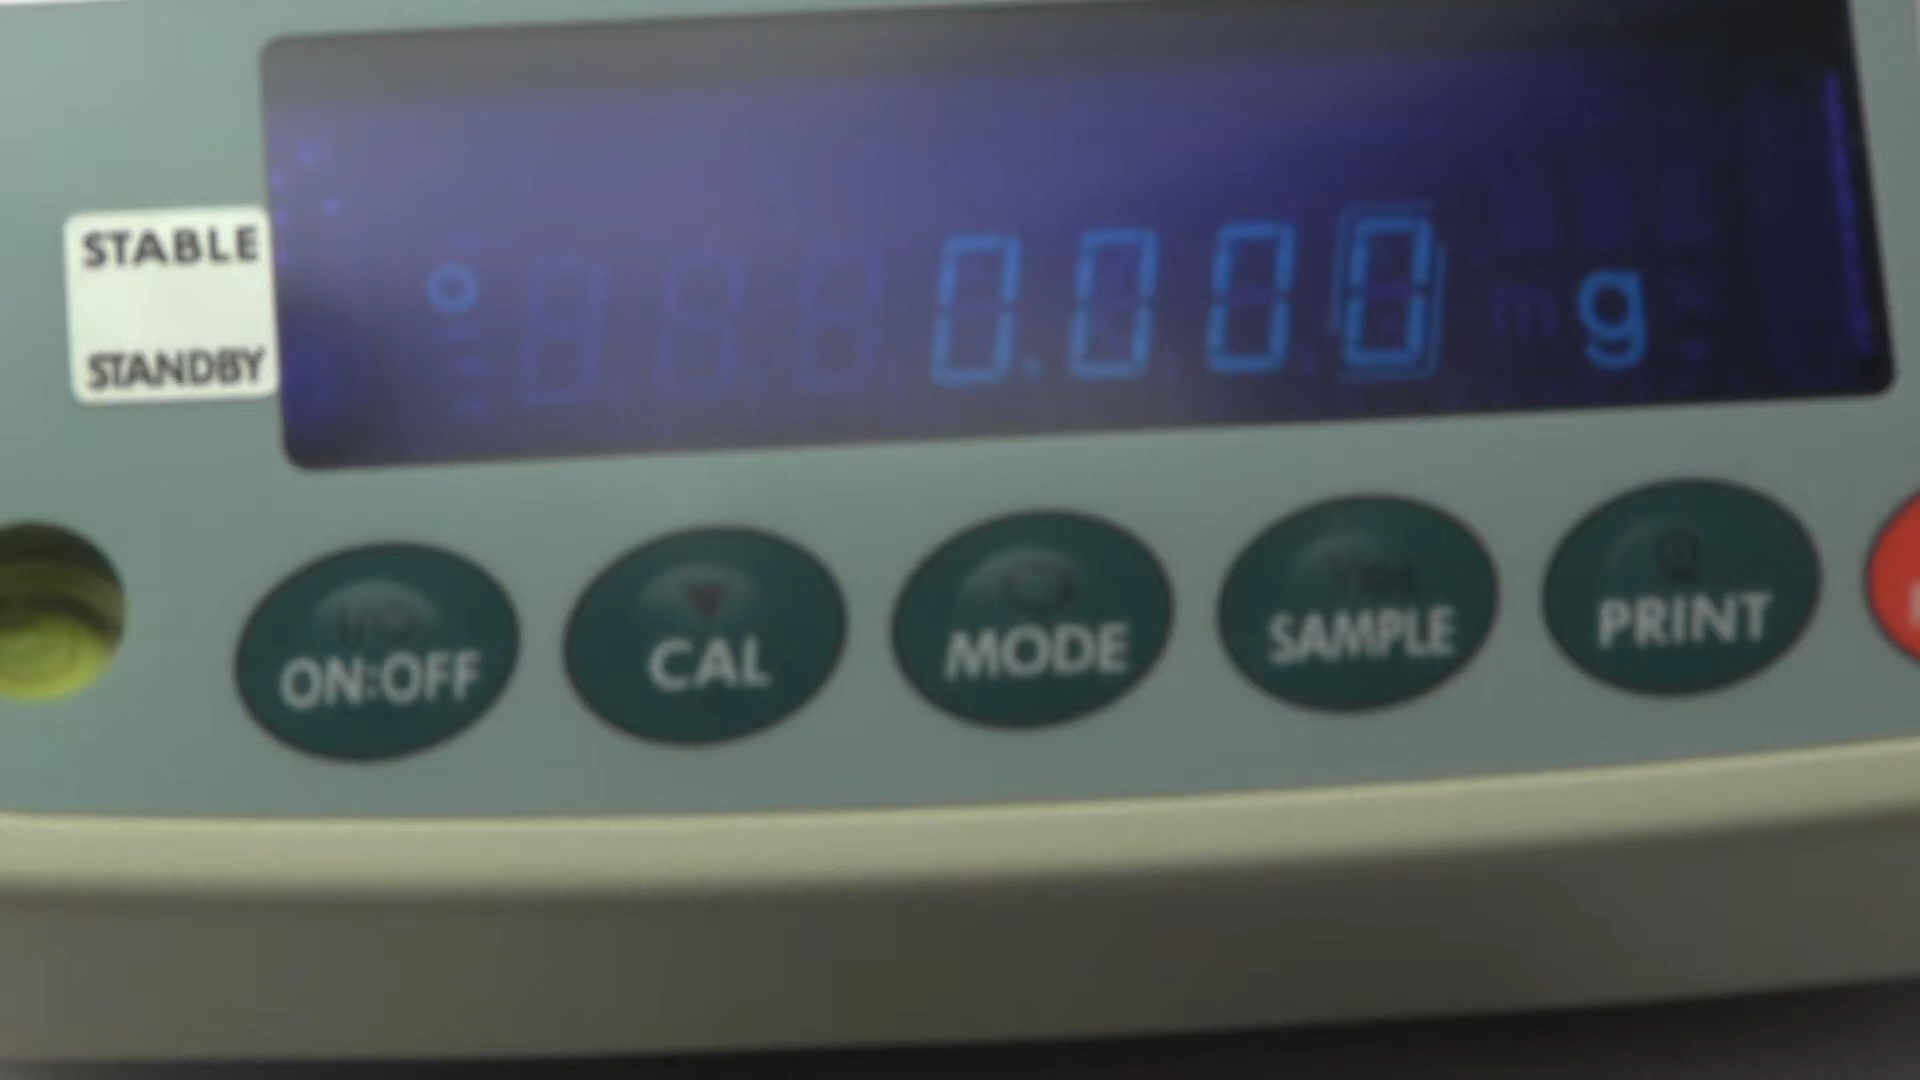 STABLE
STANDBY
0.000 g
ON:OFF
CAL
MODE
SAMPLE
PRINT